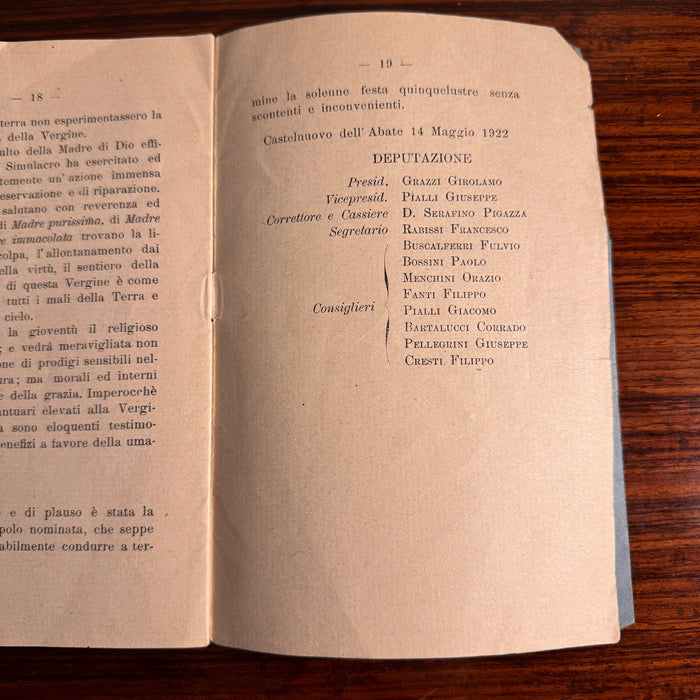 — 18 —
terra non esperimentassero la
della Vergine.
ulto della Madre di Dio effi-
Simulacro ha esercitato ed
temente un'azione immensa
eservazione e di riparazione.
salutano con reverenza ed
di Madre purissima, di Madre
e immacolata trovano la li-
colpa, l'allontanamento dai
ella virtù, il sentiero della
di questa Vergine è come
tutti i mali della Terra e
cielo.
la gioventù il religioso
; e vedrà meravigliata non
one di prodigi sensibili nel-
ura; ma morali ed interni
e della grazia. Imperocchè
antuari elevati alla Vergi-
a sono eloquenti testimo-
enefizi a favore della uma-
e di plauso è stata la
polo nominata, che seppe
abilmente condurre a ter-
— 19 —
mine la solenne festa quinquelustre senza
scontenti e inconvenienti.
Castelnuovo dell'Abate 14 Maggio 1922
DEPUTAZIONE
Presid. GRAZZI GIROLAMO
Vicepresid. PIALLI GIUSEPPE
Correttore e Cassiere D. SERAFINO PIGAZZA
Segretario RABISSI FRANCESCO
BUSCALFERRI FULVIO
BOSSINI PAOLO
MENCHINI ORAZIO
FANTI FILIPPO
Consiglieri PIALLI GIACOMO
BARTALUCCI CORRADO
PELLEGRINI GIUSEPPE
CRESTI FILIPPO